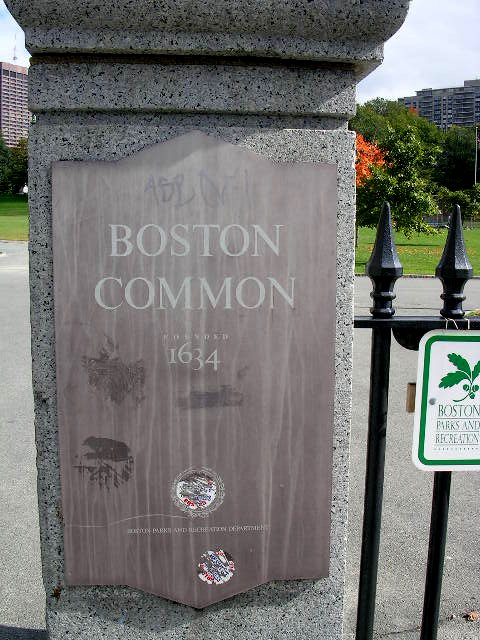 BOSTON
COMMON
FOUNDED
1634
BOSTON PARKS AND RECREATION DEPARTMENT
BOSTON
PARKS AND
RECREATION